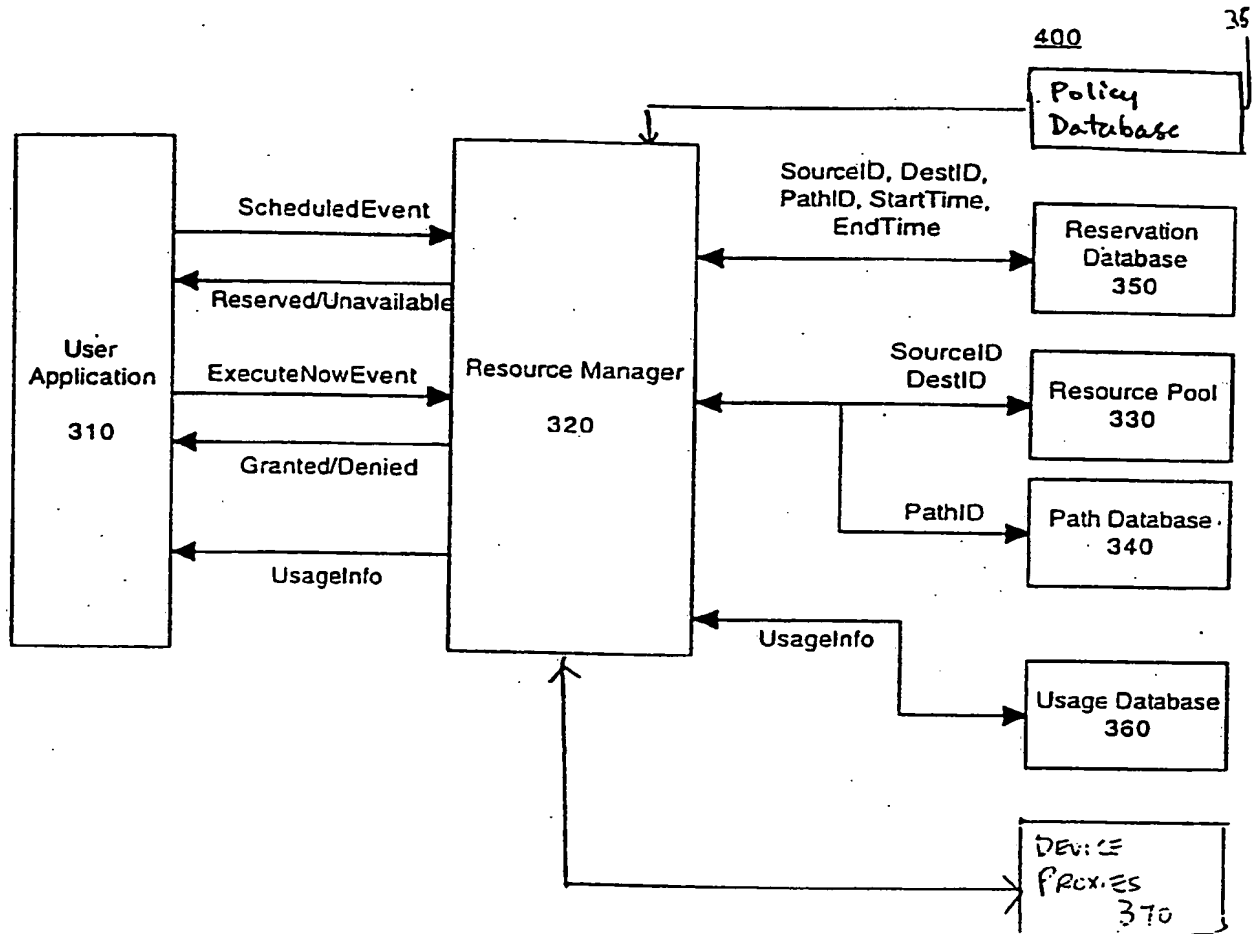 35
400
Policy
Database
SourceID, DestID,
PathID, StartTime,
EndTime
Reservation
Database
350
ScheduledEvent
Reserved/Unavailable
User
Application
310
ExecuteNowEvent
Granted/Denied
UsageInfo
Resource Manager
320
SourceID
DestID
Resource Pool
330
PathID
Path Database
340
UsageInfo
Usage Database
360
DEVICE
PROXIES
370